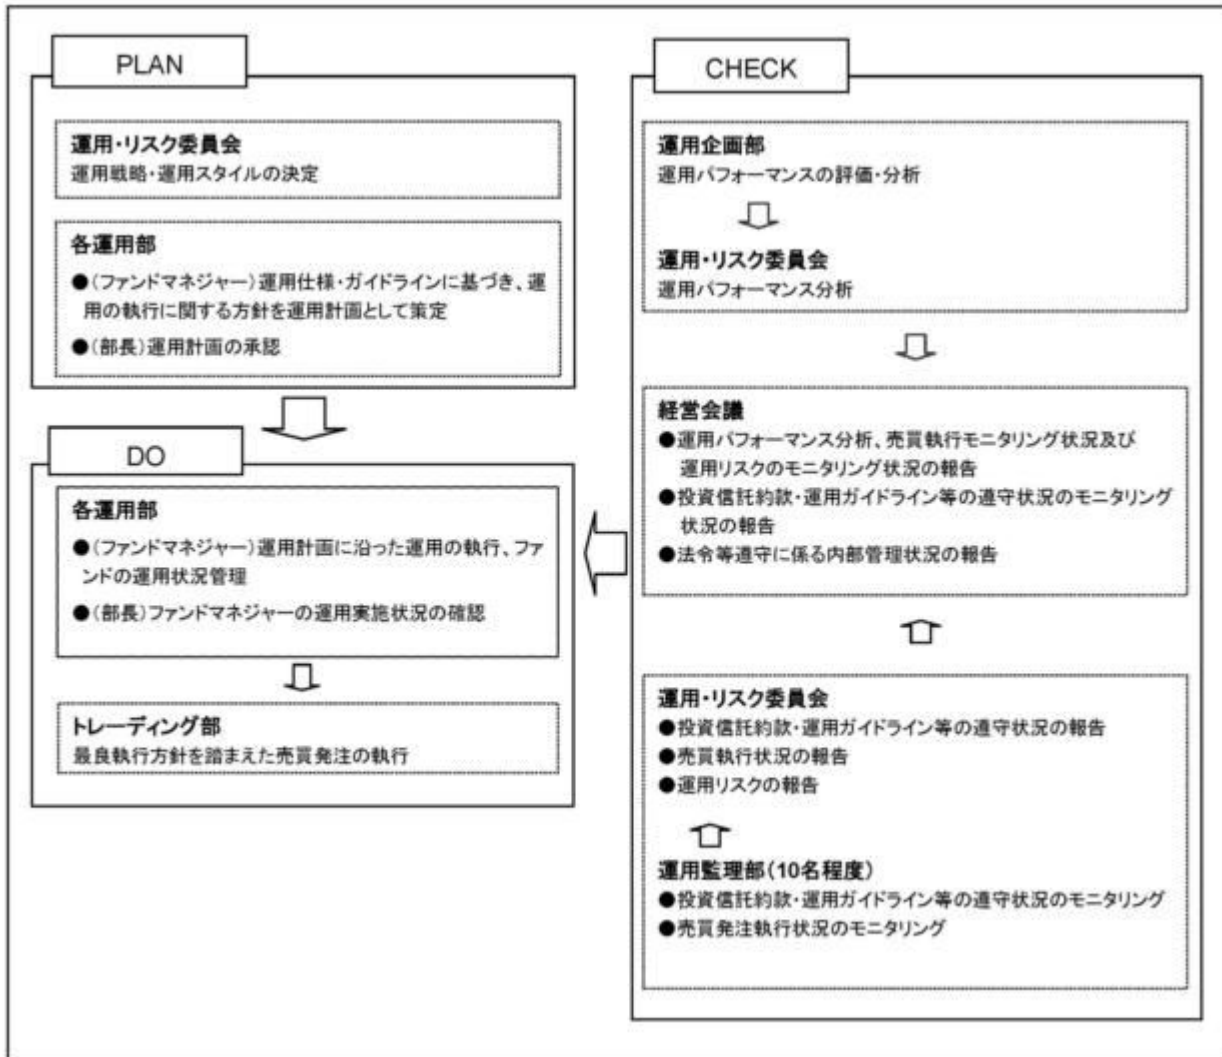 PLAN
運用・リスク委員会
運用戦略・運用スタイルの決定
各運用部
●(ファンドマネジャー)運用仕様・ガイドラインに基づき、運
用の執行に関する方針を運用計画として策定
●(部長)運用計画の承認
DO
各運用部
●(ファンドマネジャー)運用計画に沿った運用の執行、ファ
ンドの運用状況管理
●(部長)ファンドマネジャーの運用実施状況の確認
トレーディング部
最良執行方針を踏まえた売買発注の執行
CHECK
運用企画部
運用パフォーマンスの評価・分析
運用・リスク委員会
運用パフォーマンス分析
経営会議
●運用パフォーマンス分析、売買執行モニタリング状況及び
運用リスクのモニタリング状況の報告
●投資信託約款・運用ガイドライン等の遵守状況のモニタリング
状況の報告
●法令等遵守に係る内部管理状況の報告
運用・リスク委員会
●投資信託約款・運用ガイドライン等の遵守状況の報告
●売買執行状況の報告
●運用リスクの報告
運用監理部(10名程度)
●投資信託約款・運用ガイドライン等の遵守状況のモニタリング
●売買発注執行状況のモニタリング